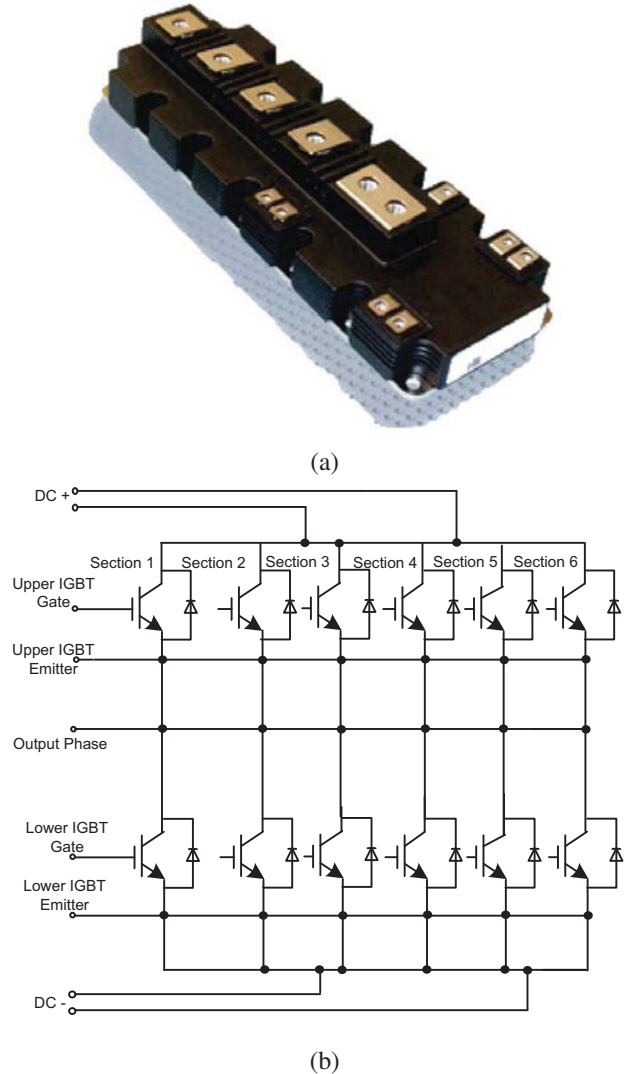 (a)
DC +
Section 1 Section 2 Section 3 Section 4 Section 5 Section 6
Upper IGBT
Gate
Upper IGBT
Emitter
Output Phase
Lower IGBT
Gate
Lower IGBT
Emitter
DC -
(b)